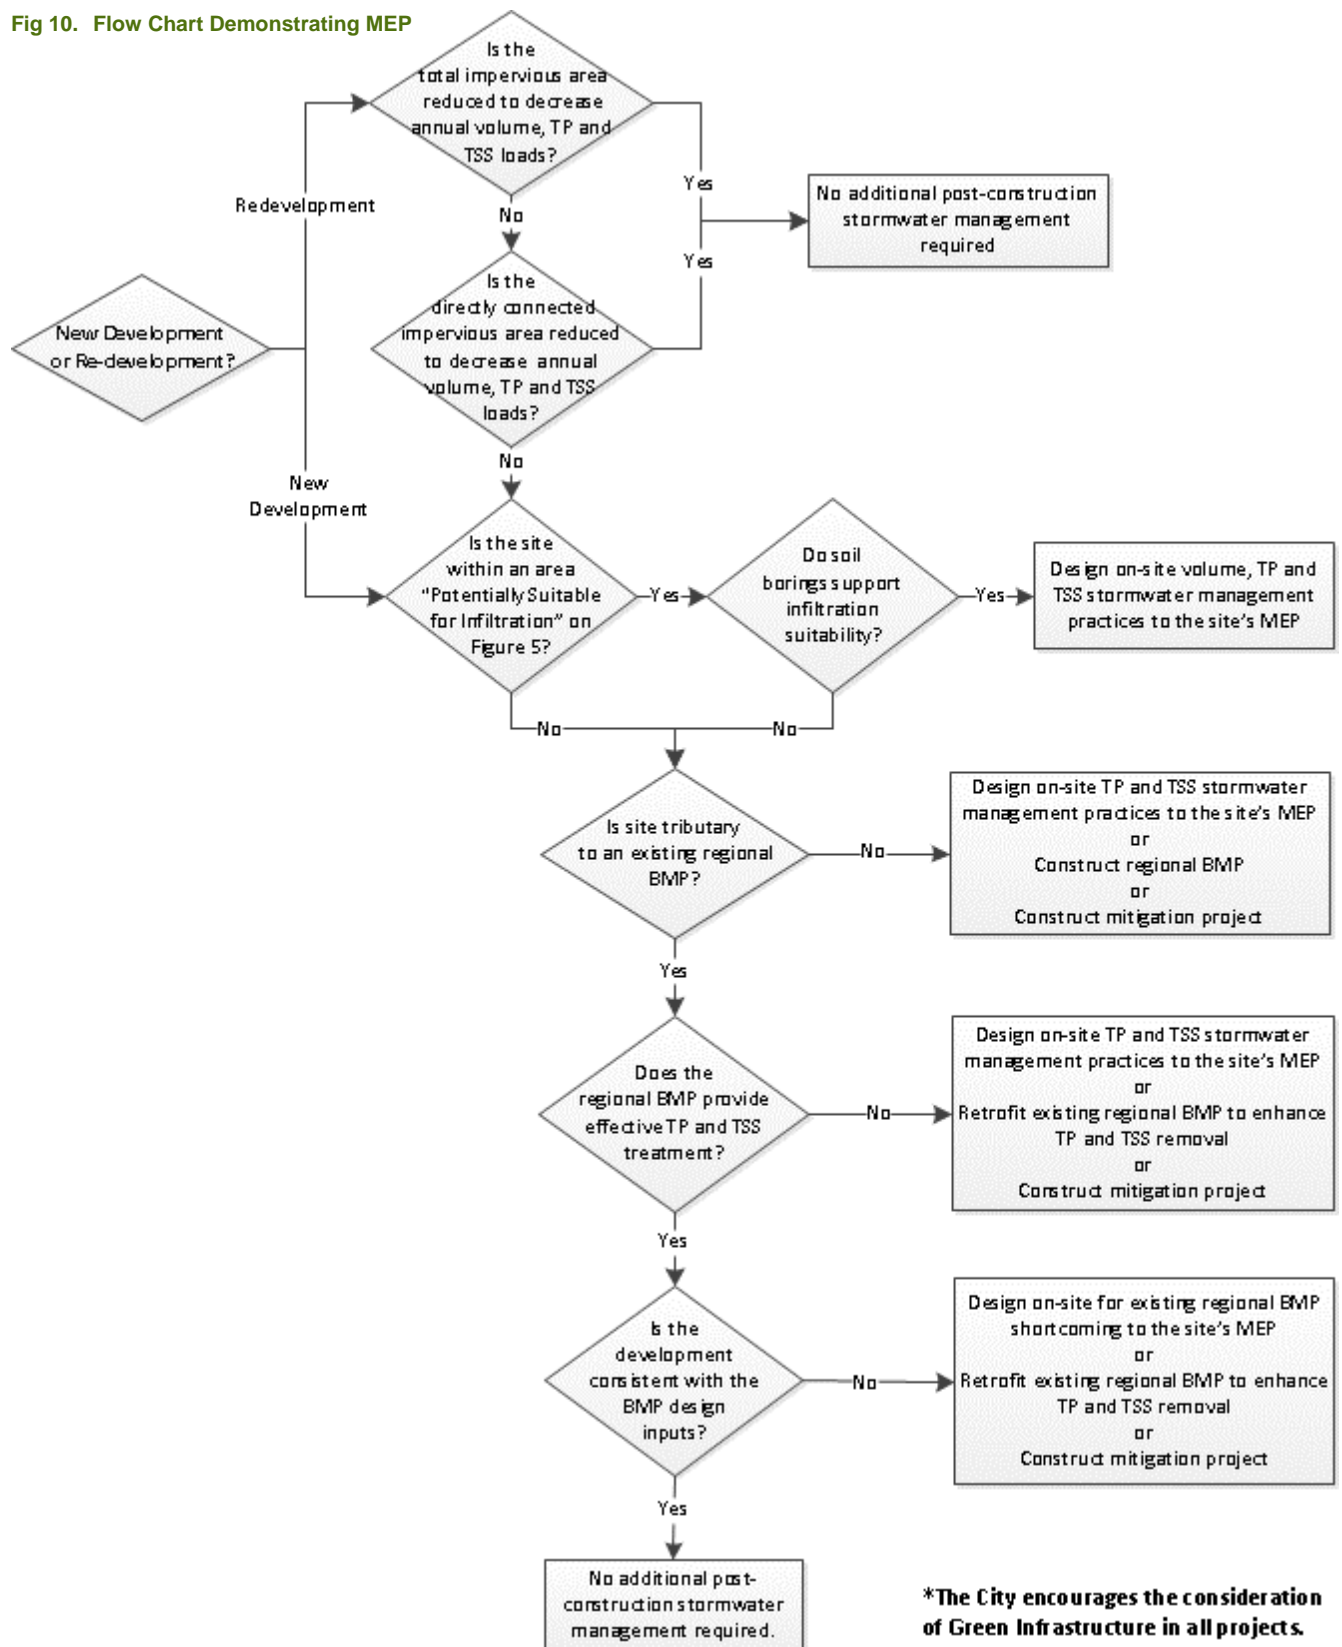 Fig 10. Flow Chart Demonstrating MEP
Is the
total impervious area
reduced to decrease
annual volume, TP and
TSS loads?
Redevelopment
Yes
No
No additional post-construction
stormwater management
required
Yes
Is the
directly connected
impervious area reduced
to decrease annual
volume, TP and TSS
loads?
New Development
or Re-development?
No
New
Development
Is the site
within an area
"Potentially Suitable
for Infiltration" on
Figure 5?
Yes
Do soil
borings support
infiltration
suitability?
Yes
Design on-site volume, TP and
TSS stormwater management
practices to the site's MEP
No
No
Is site tributary
to an existing regional
BMP?
No
Design on-site TP and TSS stormwater
management practices to the site's MEP
or
Construct regional BMP
or
Construct mitigation project
Yes
Does the
regional BMP provide
effective TP and TSS
treatment?
No
Design on-site TP and TSS stormwater
management practices to the site's MEP
or
Retrofit existing regional BMP to enhance
TP and TSS removal
or
Construct mitigation project
Yes
Is the
development
consistent with the
BMP design
inputs?
No
Design on-site for existing regional BMP
shortcoming to the site's MEP
or
Retrofit existing regional BMP to enhance
TP and TSS removal
or
Construct mitigation project
Yes
No additional post-
construction stormwater
management required.
*The City encourages the consideration
of Green Infrastructure in all projects.